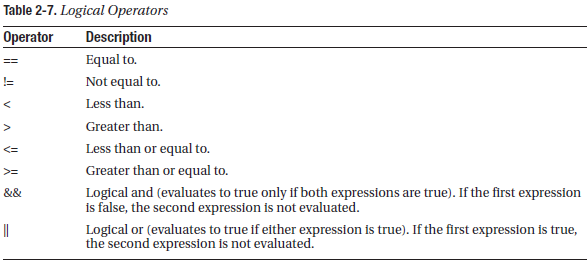 Table 2-7. Logical Operators
Operator Description
== Equal to.
!= Not equal to.
< Less than.
> Greater than.
<= Less than or equal to.
>= Greater than or equal to.
&& Logical and (evaluates to true only if both expressions are true). If the first expression
is false, the second expression is not evaluated.
|| Logical or (evaluates to true if either expression is true). If the first expression is true,
the second expression is not evaluated.